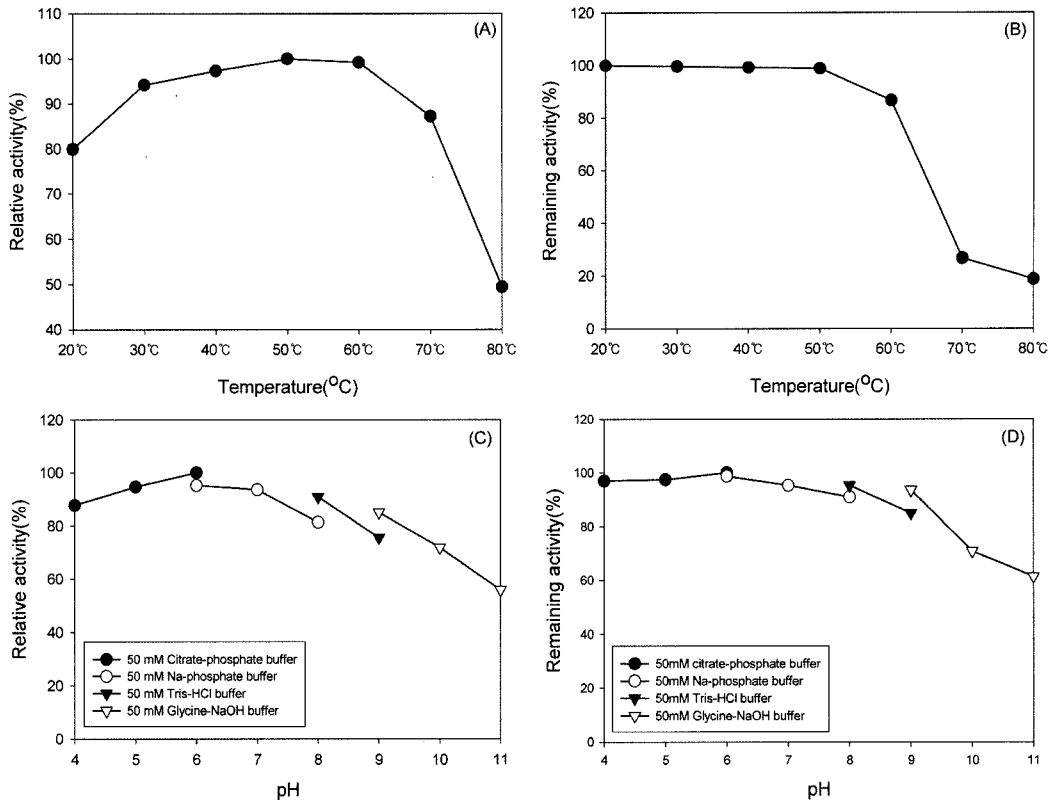 (A)
Relative activity(%)
110
100
90
80
70
60
50
40
20℃ 30℃ 40℃ 50℃ 60℃ 70℃ 80℃
Temperature(⁰C)
(B)
Remaining activity(%)
120
100
80
60
40
20
0
20℃ 30℃ 40℃ 50℃ 60℃ 70℃ 80℃
Temperature(⁰C)
(C)
Relative activity(%)
120
100
80
60
40
20
0
50 mM Citrate-phosphate buffer
50 mM Na-phosphate buffer
50 mM Tris-HCl buffer
50 mM Glycine-NaOH buffer
4 5 6 7 8 9 10 11
pH
(D)
Remaining activity(%)
120
100
80
60
40
20
0
50mM citrate-phosphate buffer
50mM Na-phosphate buffer
50mM Tris-HCl buffer
50mM Glycine-NaOH buffer
4 5 6 7 8 9 10 11
pH